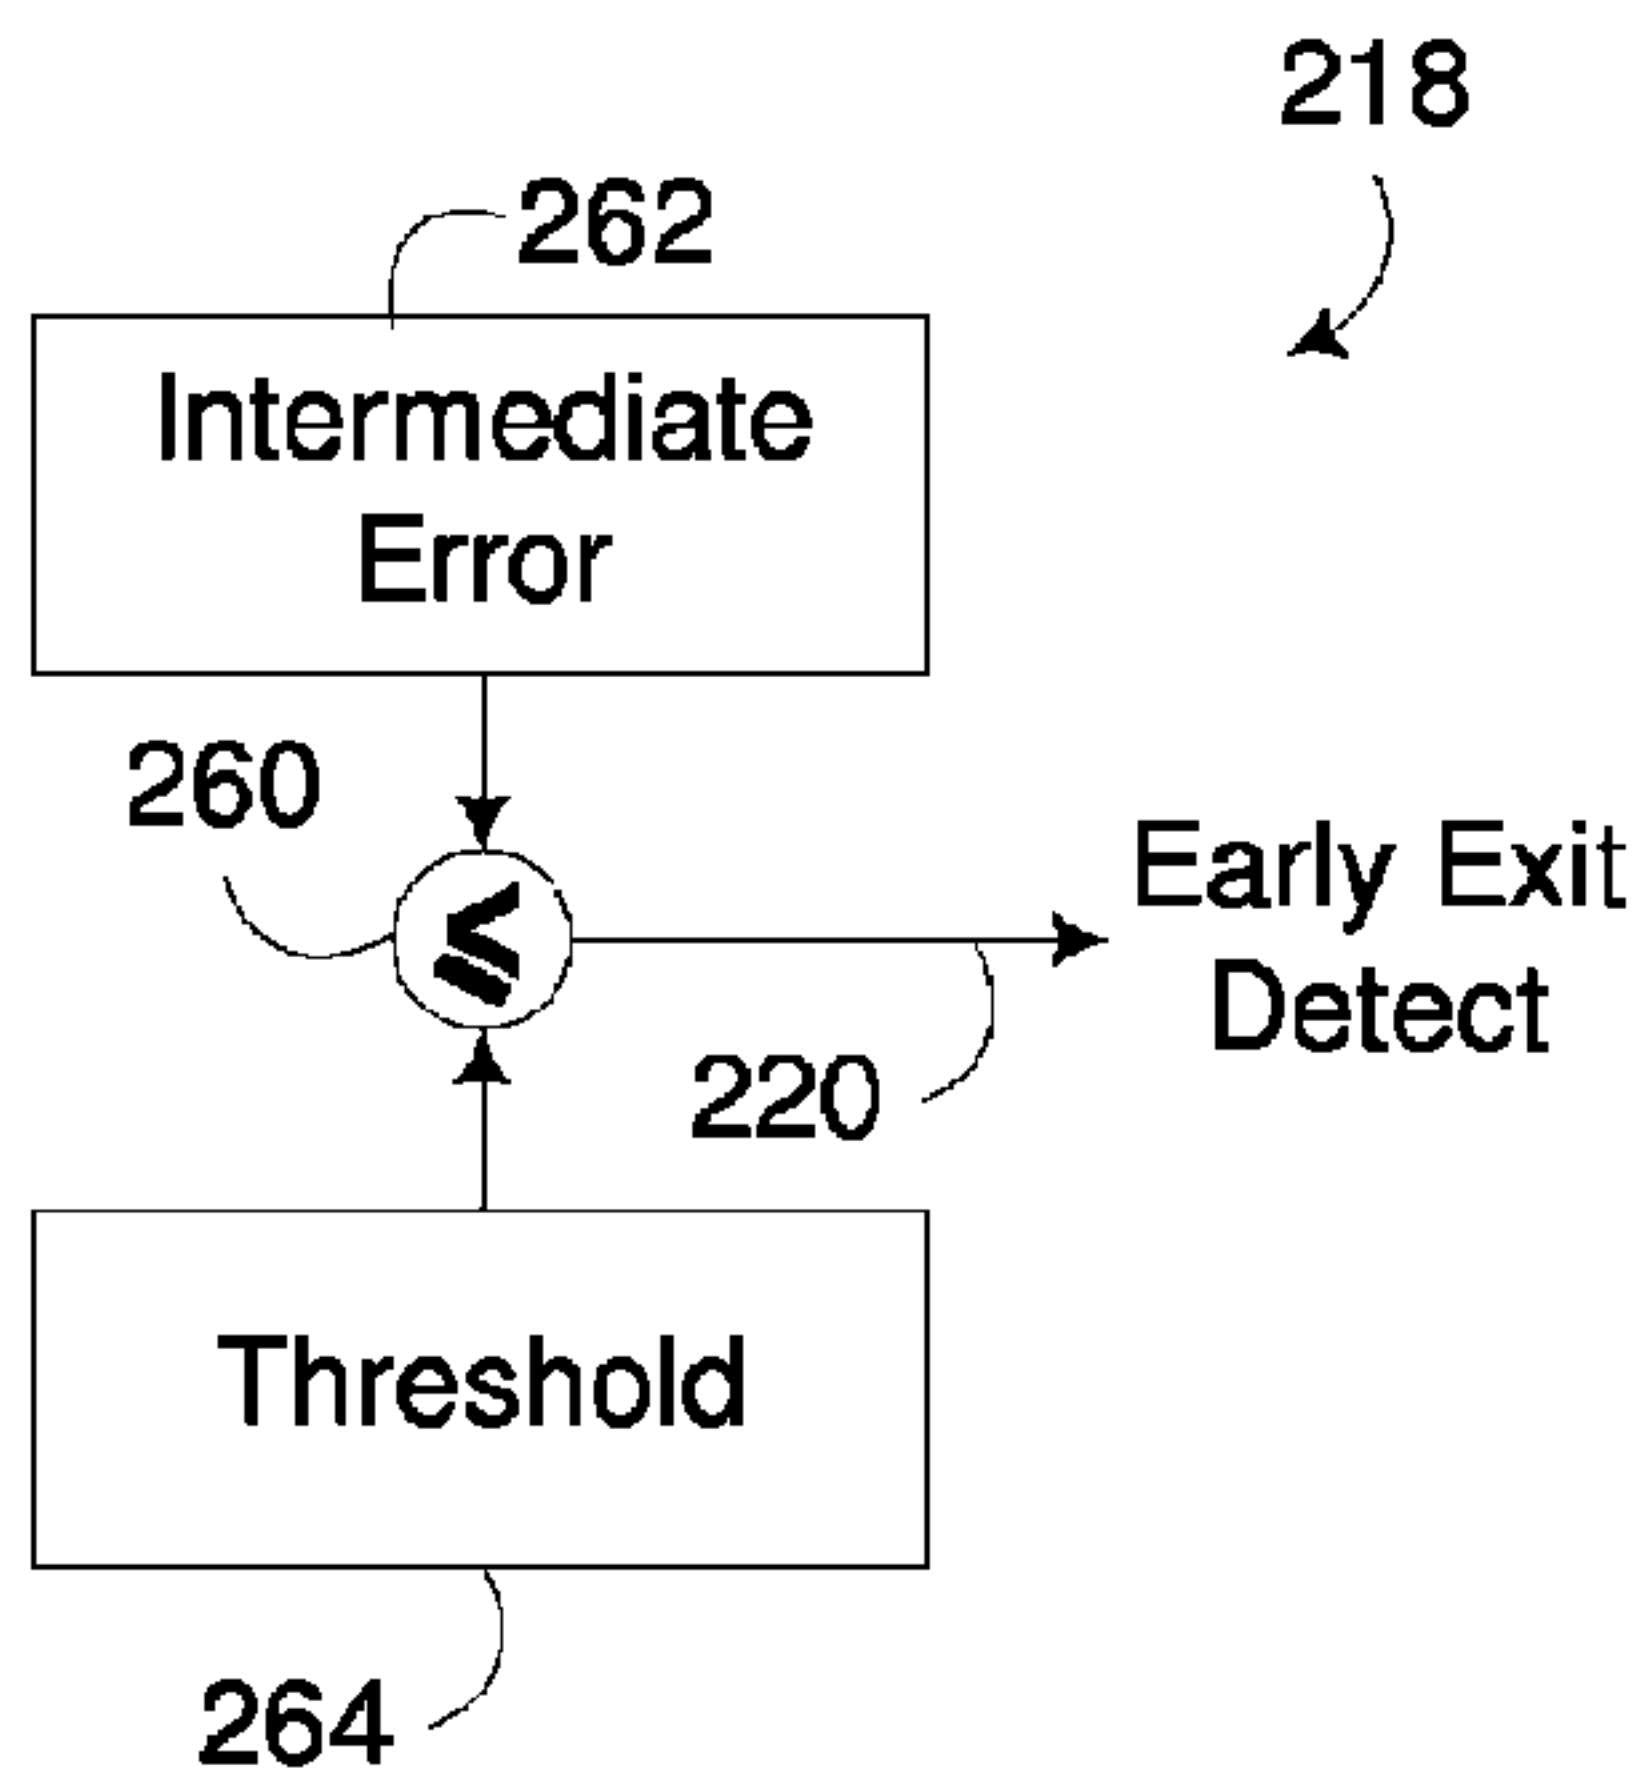 218
262
Intermediate
Error
260
≤
Early Exit
Detect
220
Threshold
264